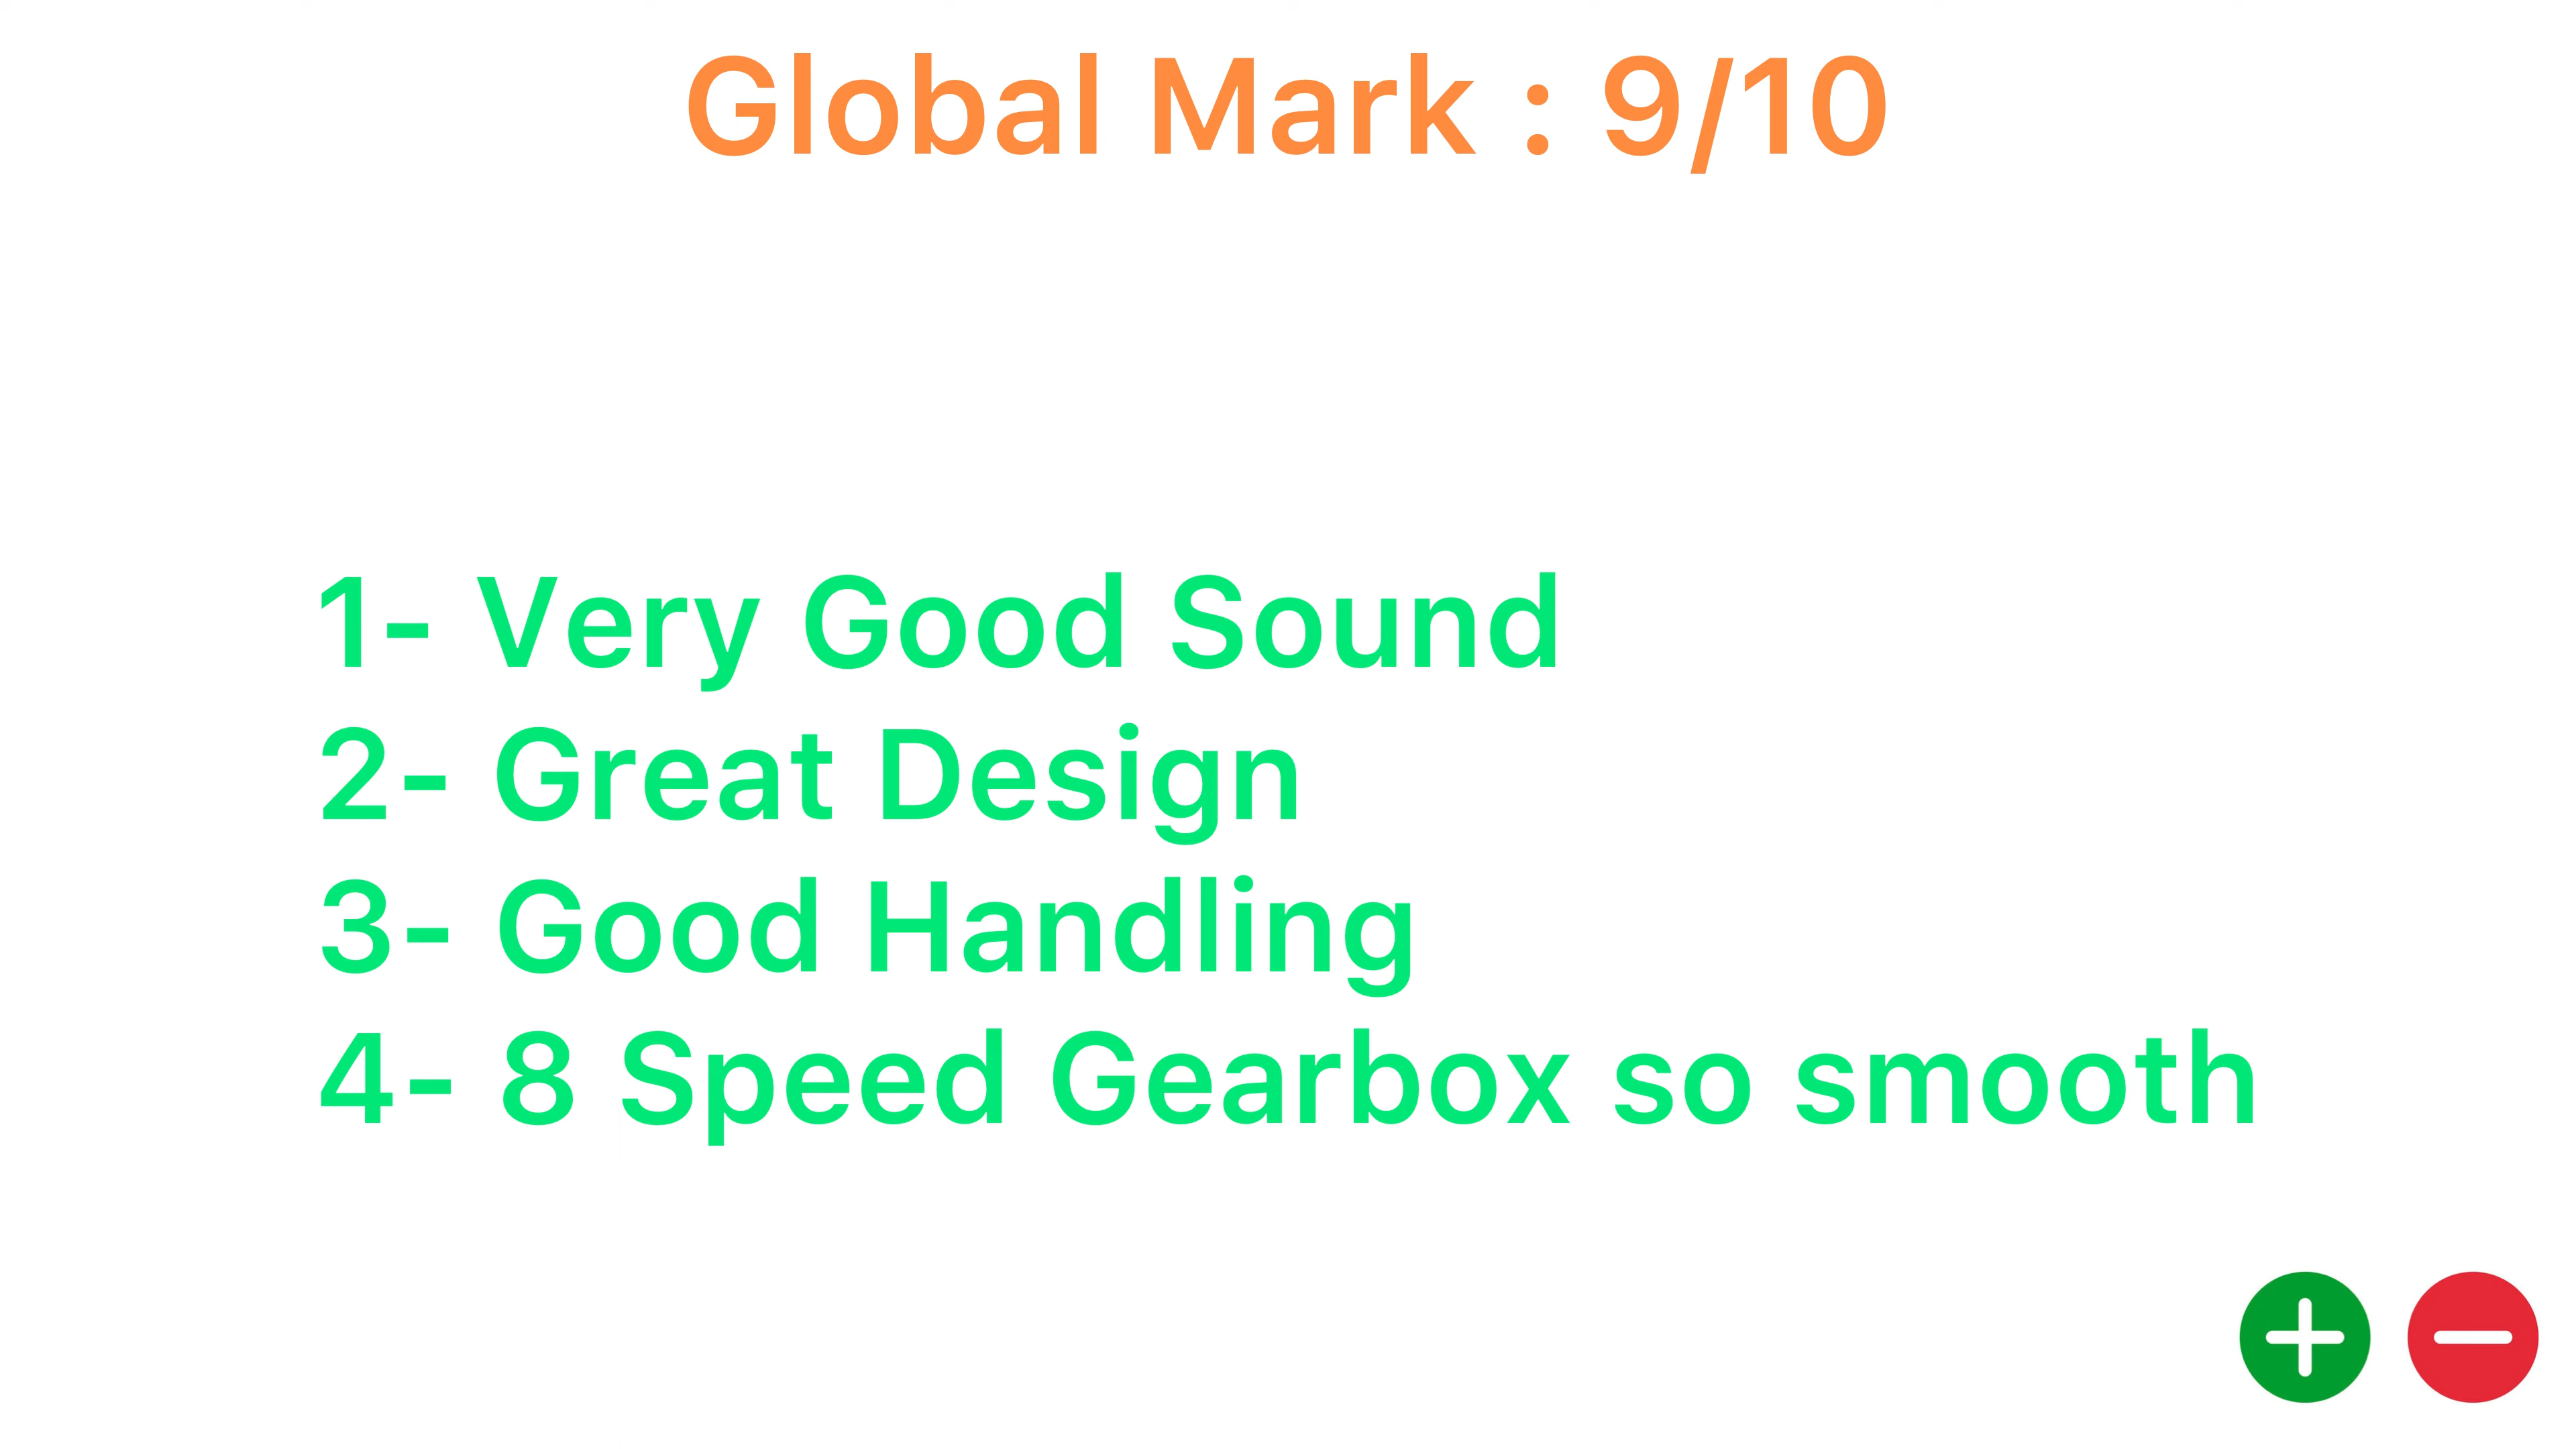 Global Mark : 9/10
1- Very Good Sound
2- Great Design
3- Good Handling
4- 8 Speed Gearbox so smooth